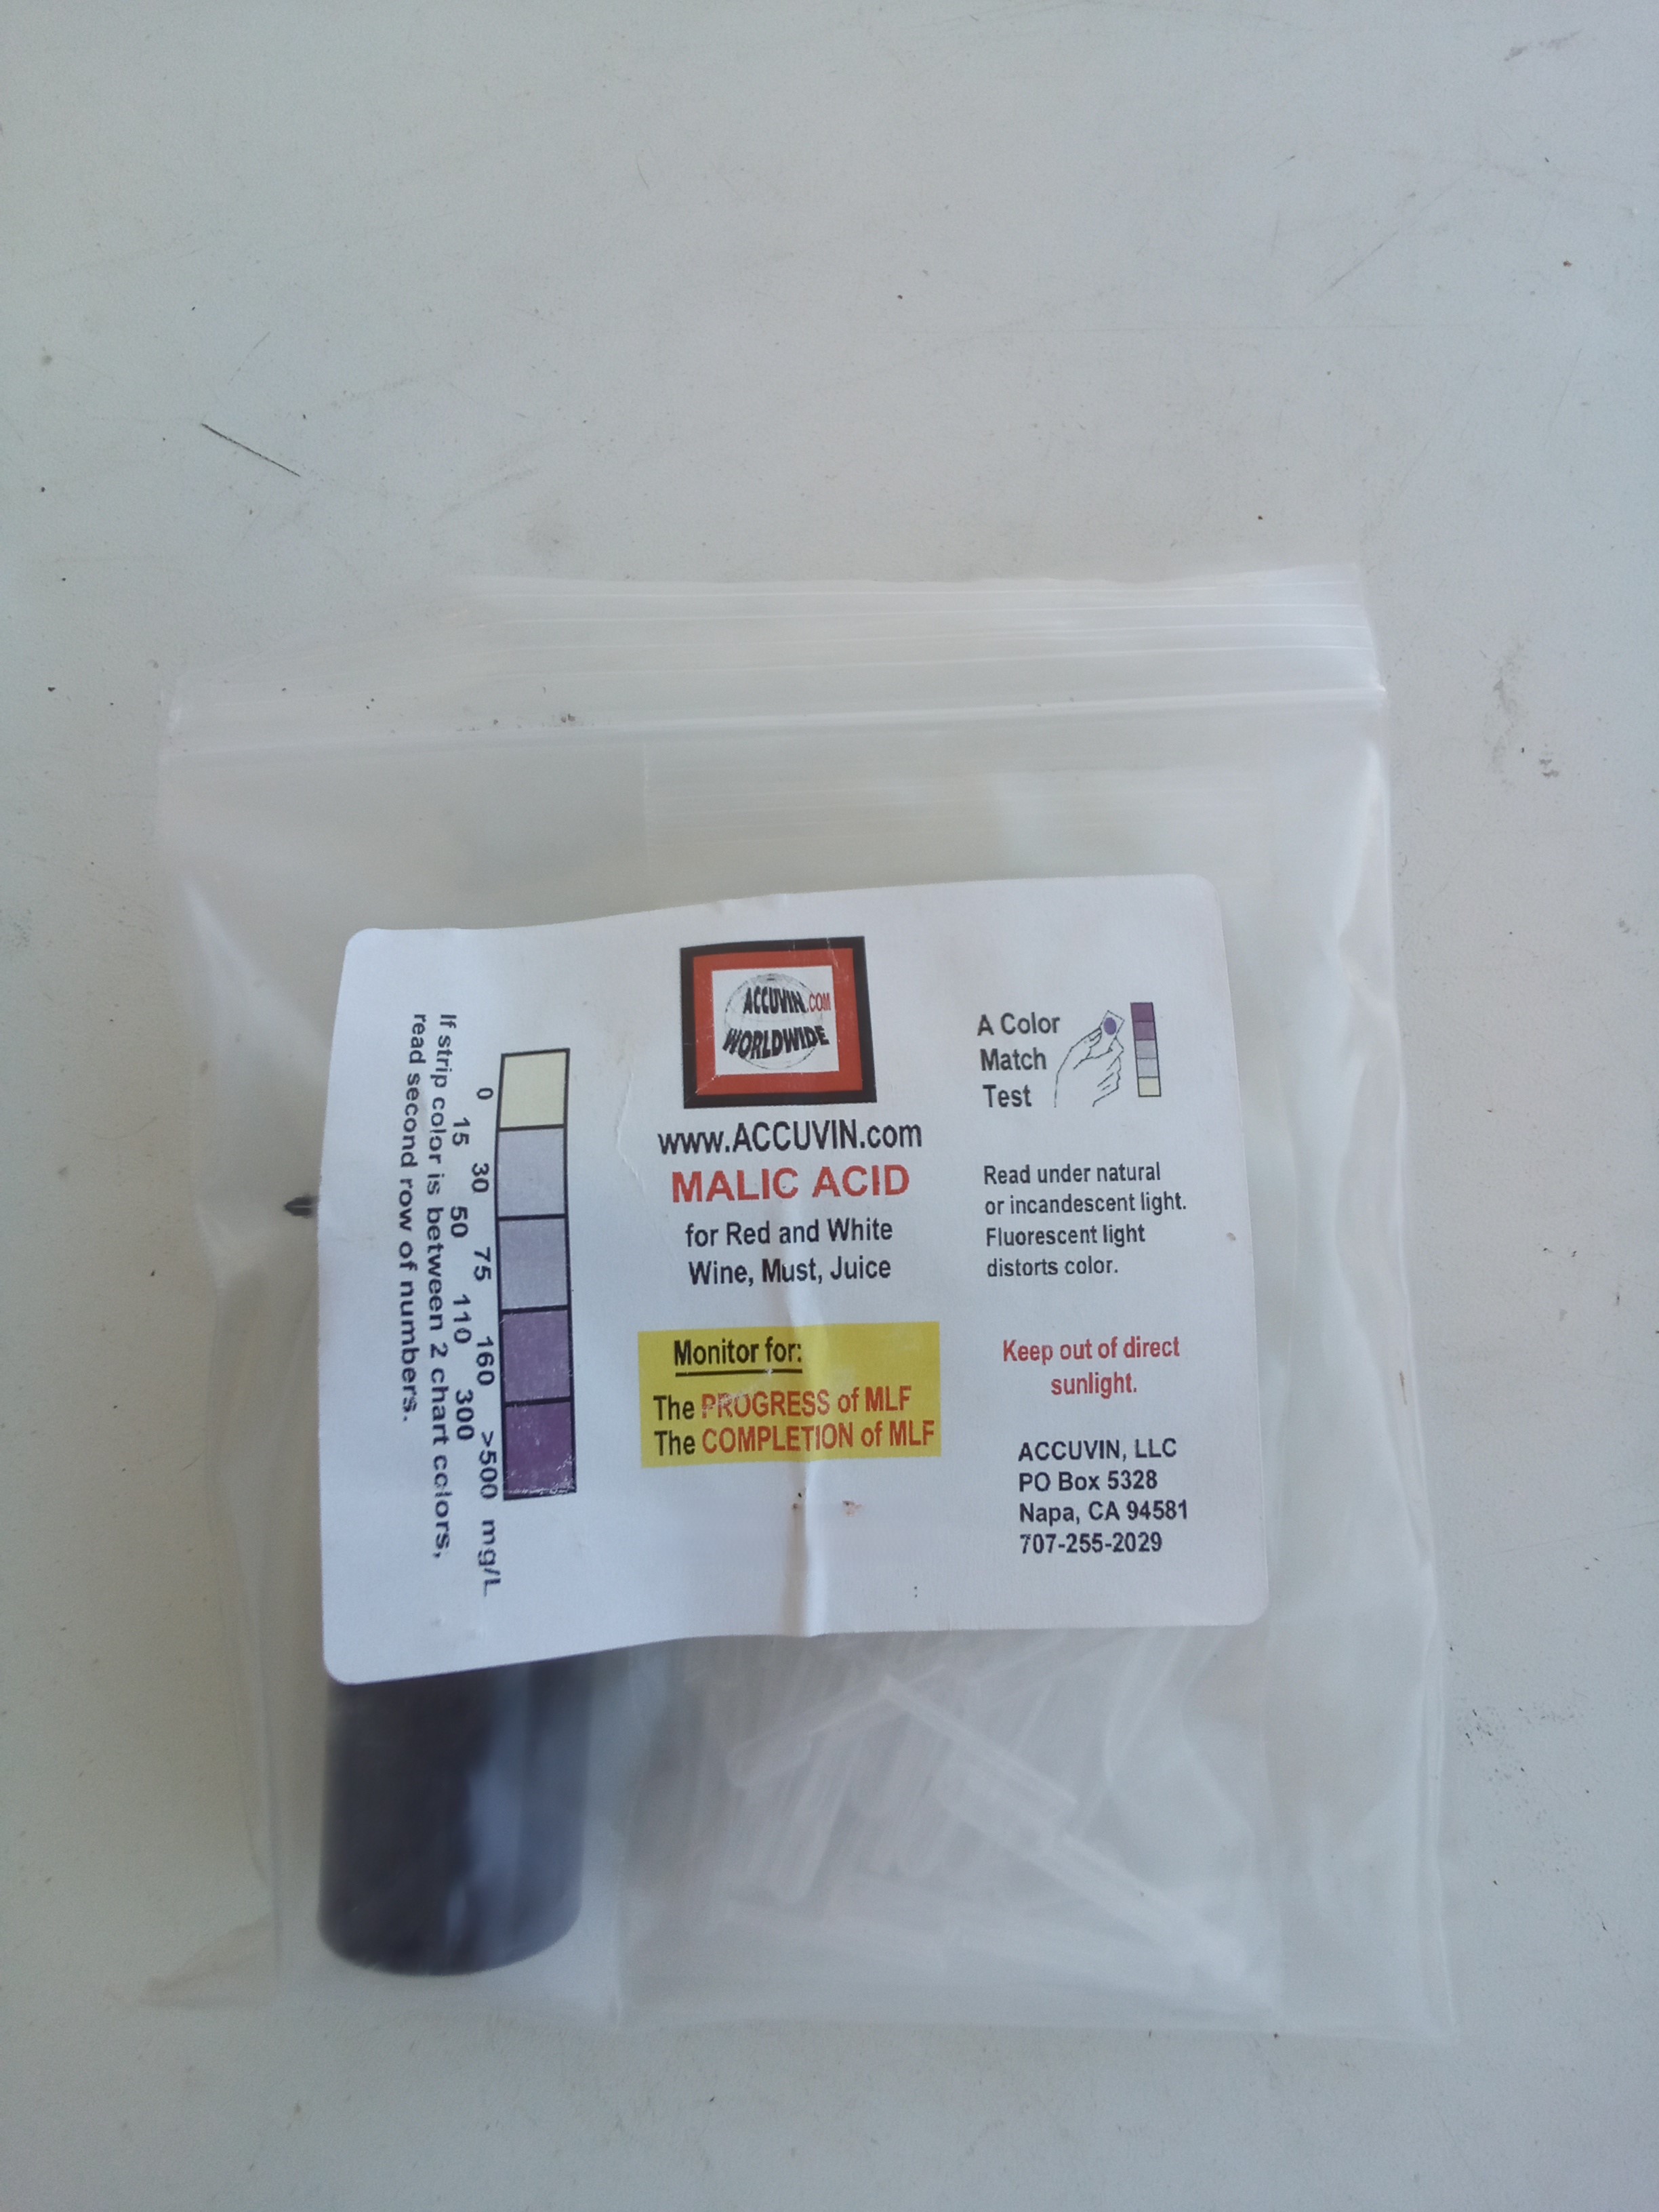 ACCUVIN.COM
WORLDWIDE
www.ACCUVIN.com
MALIC ACID
for Red and White
Wine, Must, Juice
Monitor for:
The PROGRESS of MLF
The COMPLETION of MLF
A Color
Match
Test
Read under natural
or incandescent light.
Fluorescent light
distorts color.
Keep out of direct
sunlight.
ACCUVIN, LLC
PO Box 5328
Napa, CA 94581
707-255-2029
0 30 75 160 >500 mg/L
15 50 110 300
If strip color is between 2 chart colors,
read second row of numbers.